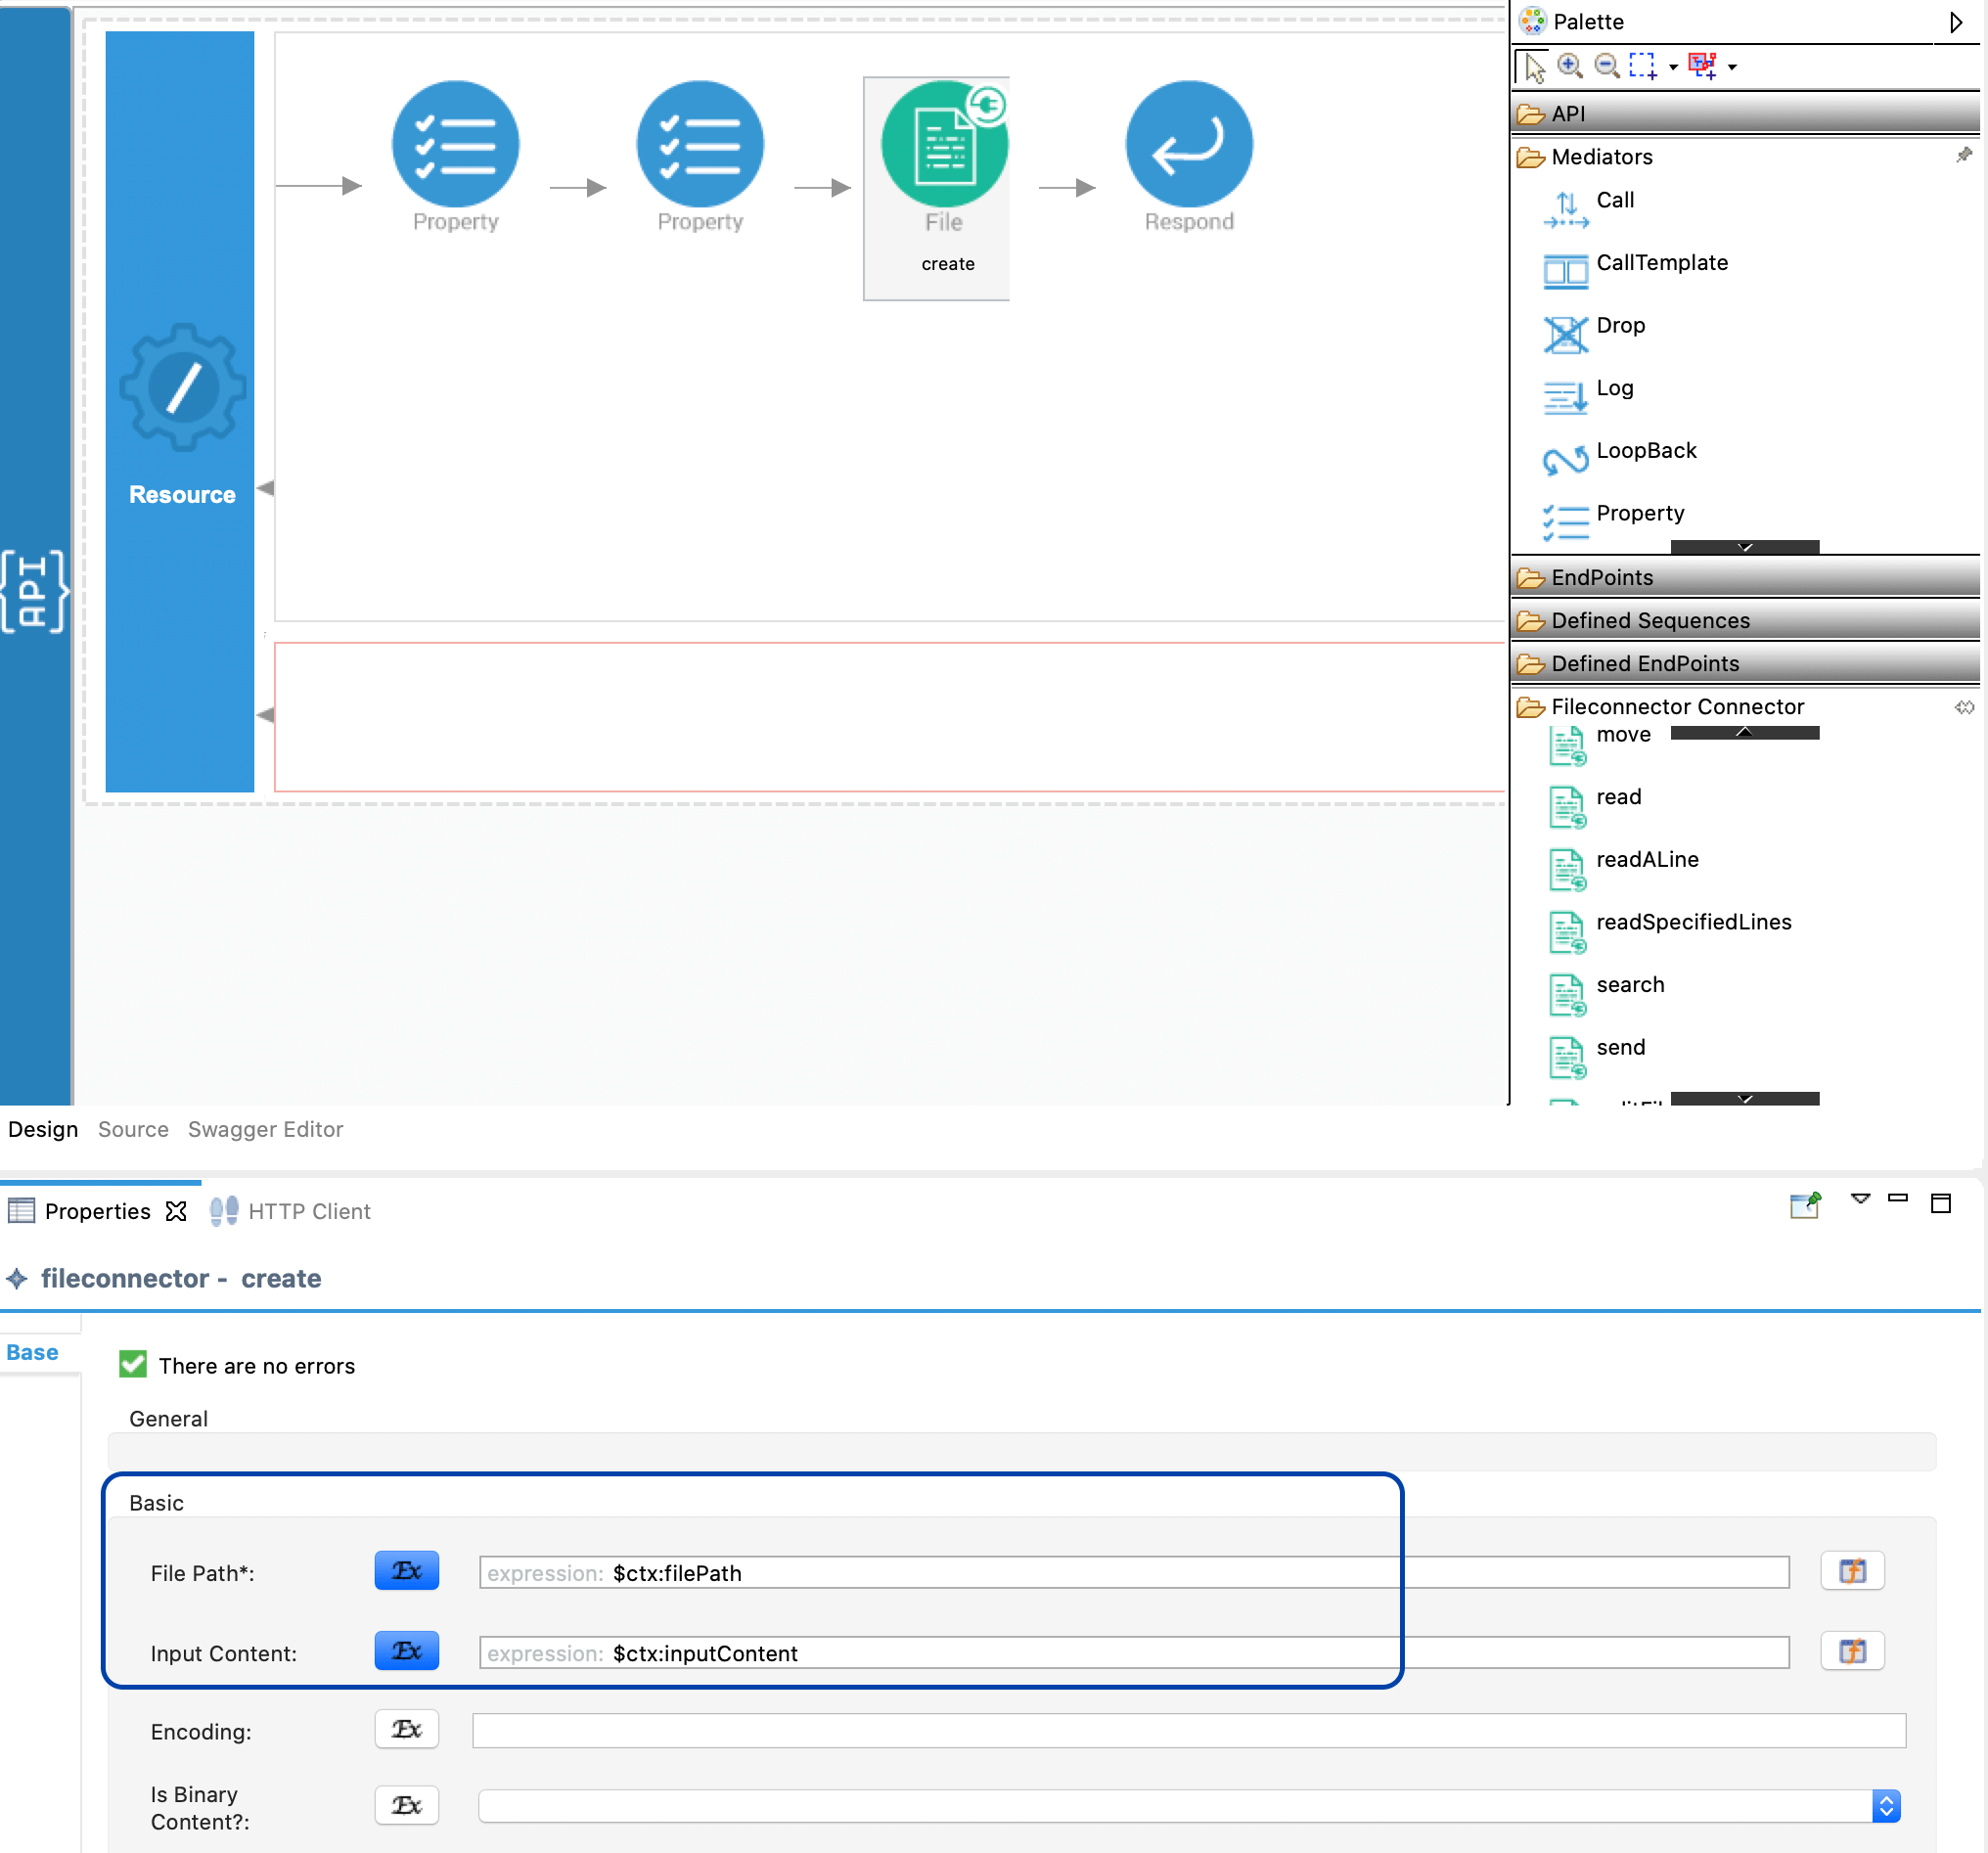 Palette
API
Mediators
Call
CallTemplate
Drop
Log
LoopBack
Property
EndPoints
Defined Sequences
Defined EndPoints
Fileconnector Connector
move
read
readALine
readSpecifiedLines
search
send
{API}
Resource
Property
Property
File
create
Respond
Design Source Swagger Editor
Properties HTTP Client
fileconnector - create
Base
There are no errors
General
Basic
File Path*: Ex expression: $ctx:filePath
Input Content: Ex expression: $ctx:inputContent
Encoding: Ex
Is Binary
Content?: Ex